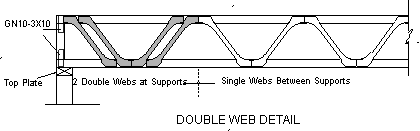 GN10-3X10
Top Plate
2 Double Webs at Supports
Single Webs Between Supports
DOUBLE WEB DETAIL